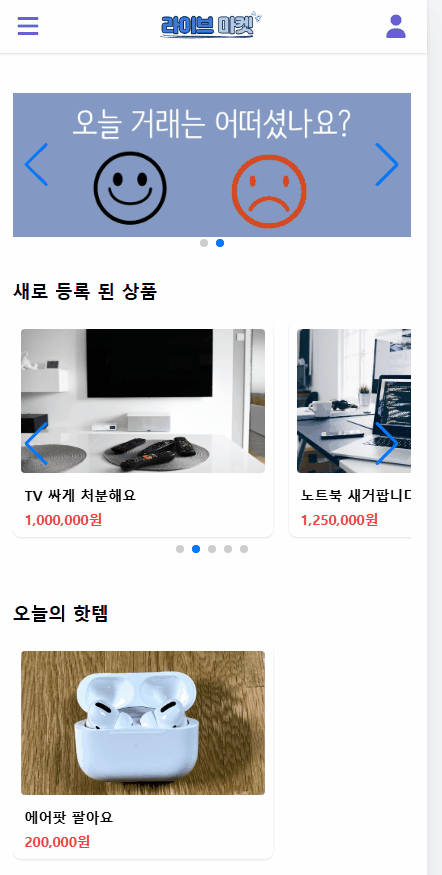 라이브 마켓
오늘 거래는 어떠셨나요?
새로 등록 된 상품
TV 싸게 처분해요
1,000,000원
노트북 새거팝니다
1,250,000원
오늘의 핫템
에어팟 팔아요
200,000원